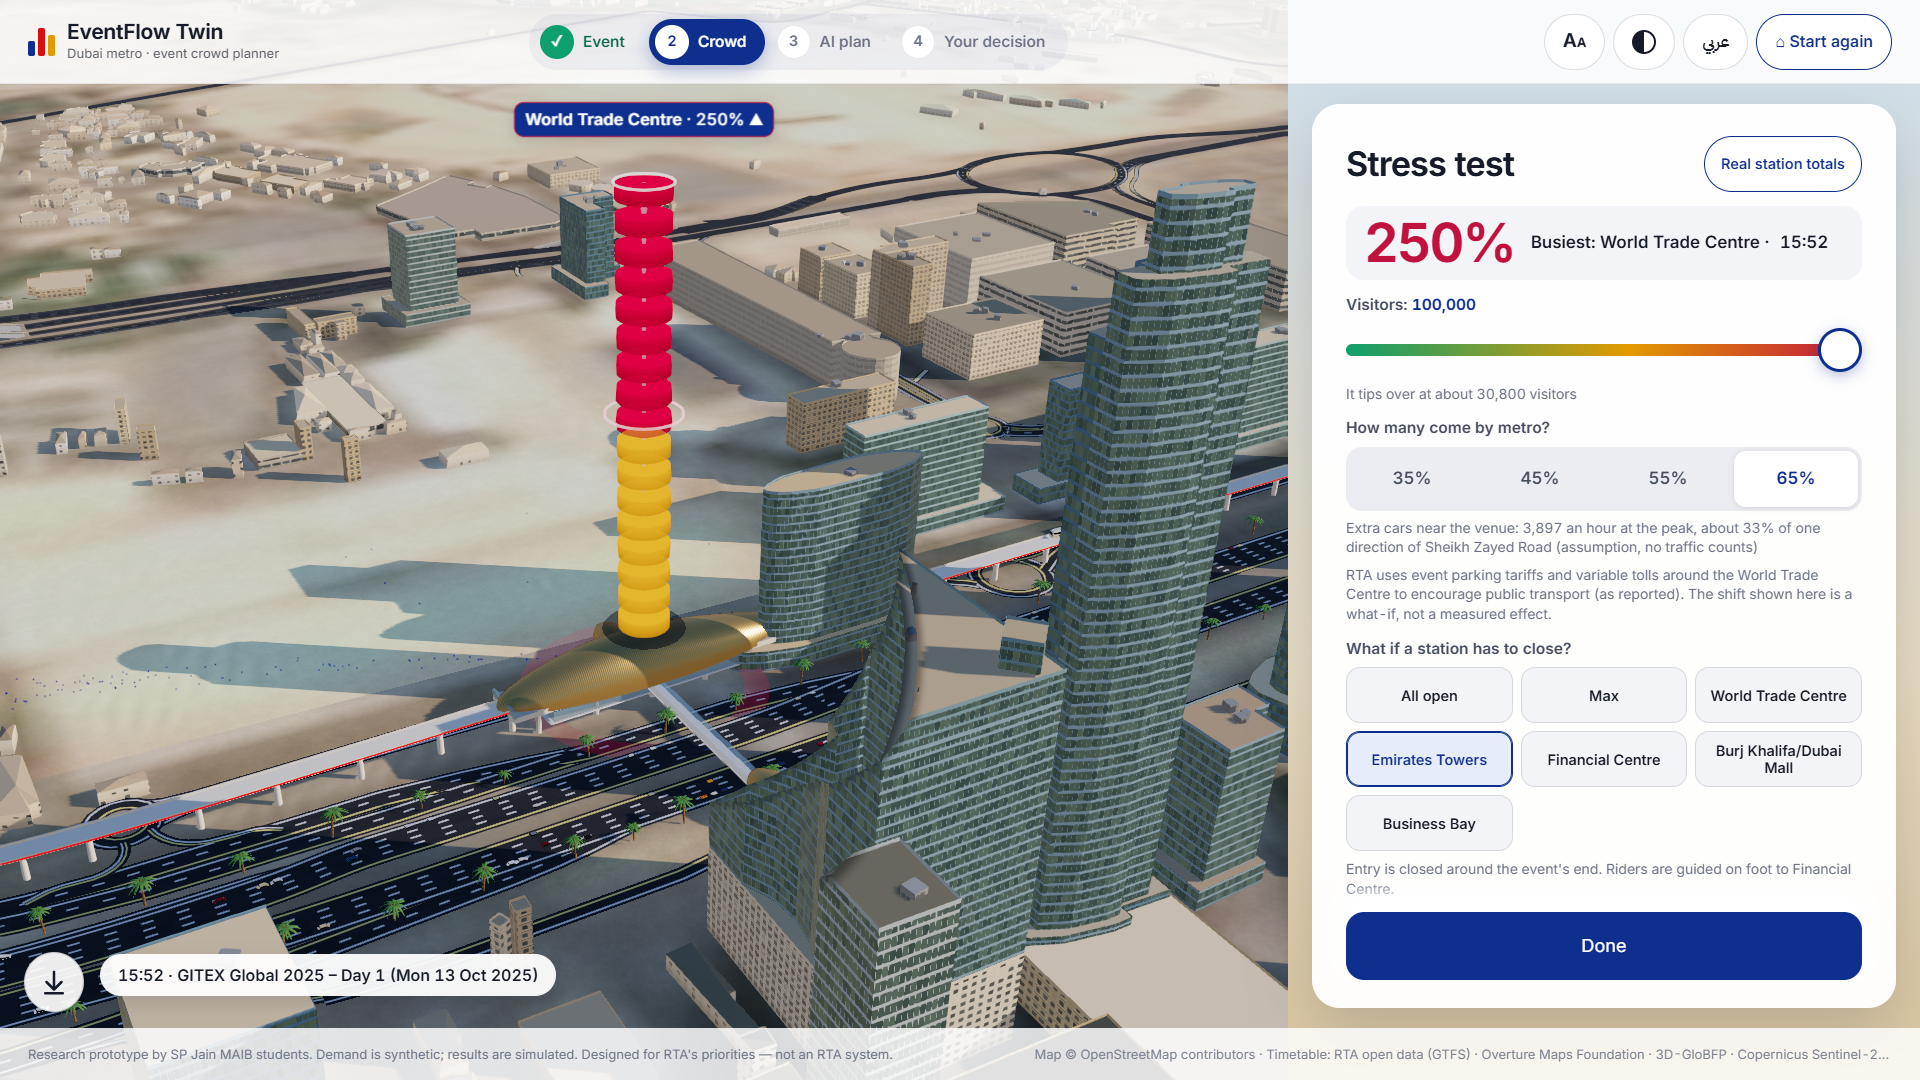 EventFlow Twin
Dubai metro · event crowd planner
✓ Event
2 Crowd
3 AI plan
4 Your decision
AA
عربي
⌂ Start again
World Trade Centre · 250% ▲
Stress test
Real station totals
250% Busiest: World Trade Centre · 15:52
Visitors: 100,000
It tips over at about 30,800 visitors
How many come by metro?
35% 45% 55% 65%
Extra cars near the venue: 3,897 an hour at the peak, about 33% of one
direction of Sheikh Zayed Road (assumption, no traffic counts)
RTA uses event parking tariffs and variable tolls around the World Trade
Centre to encourage public transport (as reported). The shift shown here is a
what-if, not a measured effect.
What if a station has to close?
All open
Max
World Trade Centre
Emirates Towers
Financial Centre
Burj Khalifa/Dubai
Mall
Business Bay
Entry is closed around the event's end. Riders are guided on foot to Financial
Centre.
Done
15:52 · GITEX Global 2025 – Day 1 (Mon 13 Oct 2025)
Research prototype by SP Jain MAIB students. Demand is synthetic; results are simulated. Designed for RTA's priorities — not an RTA system.
Map © OpenStreetMap contributors · Timetable: RTA open data (GTFS) · Overture Maps Foundation · 3D-GloBFP · Copernicus Sentinel-2...